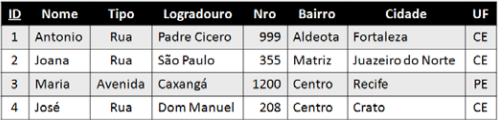 ID Nome Tipo Logradouro Nro Bairro Cidade UF
1 Antonio Rua Padre Cicero 999 Aldeota Fortaleza CE
2 Joana Rua São Paulo 355 Matriz Juazeiro do Norte CE
3 Maria Avenida Caxangá 1200 Centro Recife PE
4 José Rua Dom Manuel 208 Centro Crato CE